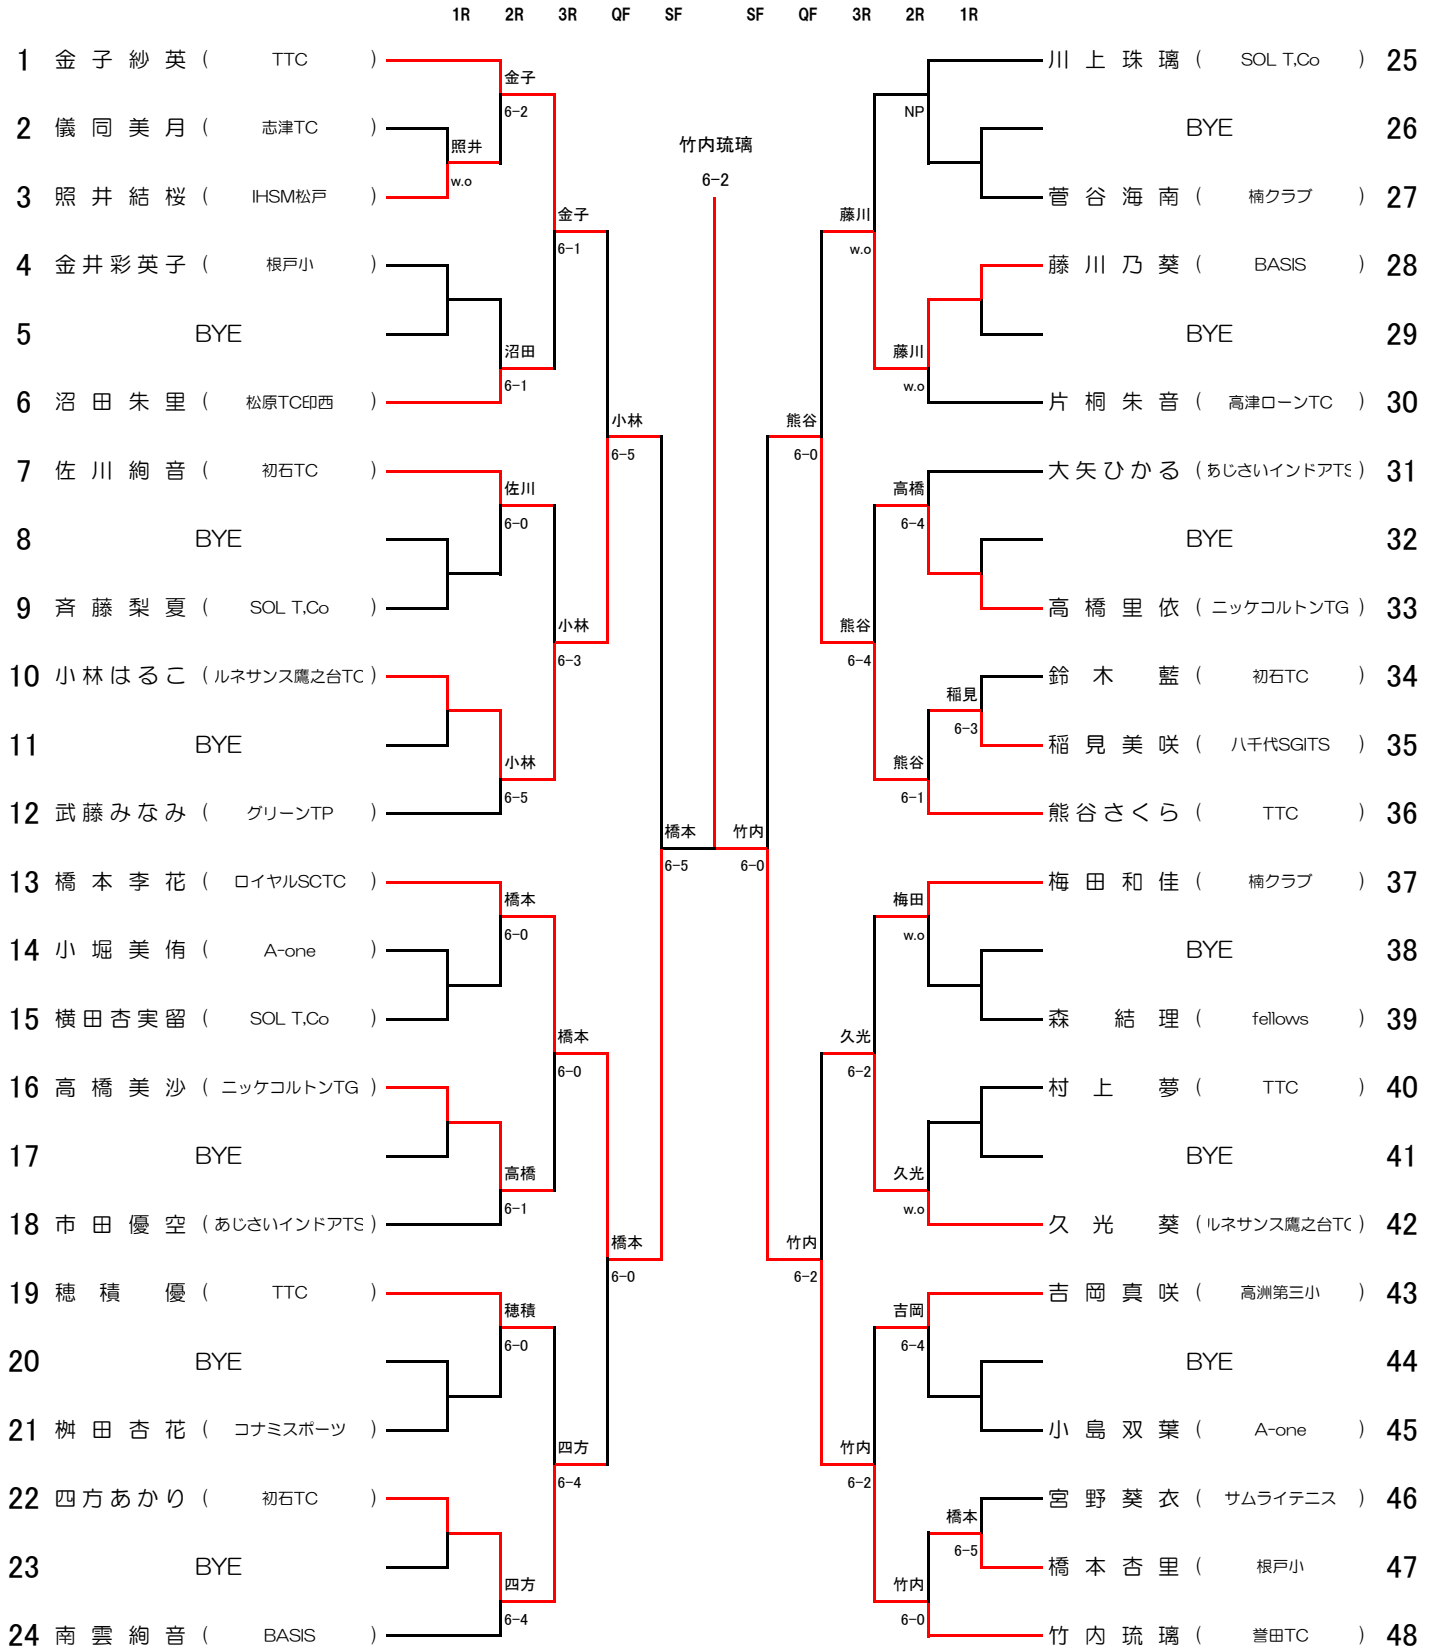 1R 2R 3R QF SF SF QF 3R 2R 1R
1 金子紗英 ( TTC )
2 儀同美月 ( 志津TC )
3 照井結桜 ( IHSM松戸 )
4 金井彩英子 ( 根戸小 )
5 BYE
6 沼田朱里 ( 松原TC印西 )
7 佐川絢音 ( 初石TC )
8 BYE
9 斉藤梨夏 ( SOL T,Co )
10 小林はるこ ( ルネサンス鷹之台TC )
11 BYE
12 武藤みなみ ( グリーンTP )
13 橋本李花 ( ロイヤルSCTC )
14 小堀美侑 ( A-one )
15 横田杏実留 ( SOL T,Co )
16 高橋美沙 ( ニッケコルトンTG )
17 BYE
18 市田優空 ( あじさいインドアTS )
19 穂積優 ( TTC )
20 BYE
21 桝田杏花 ( コナミスポーツ )
22 四方あかり ( 初石TC )
23 BYE
24 南雲絢音 ( BASIS )
照井
w.o
金子
6-2
沼田
6-1
佐川
6-0
小林
6-5
橋本
6-0
高橋
6-1
穂積
6-0
四方
6-4
金子
6-1
小林
6-3
橋本
6-0
四方
6-4
小林
6-5
橋本
6-0
橋本
6-5
竹内琉璃
6-2
竹内
6-0
熊谷
6-0
竹内
6-2
藤川
w.o
熊谷
6-4
久光
6-2
竹内
6-2
NP
藤川
w.o
高橋
6-4
熊谷
6-1
梅田
w.o
久光
w.o
吉岡
6-4
竹内
6-0
稲見
6-3
橋本
6-5
川上珠璃 ( SOL T,Co ) 25
BYE 26
菅谷海南 (楠クラブ ) 27
藤川乃葵 ( BASIS ) 28
BYE 29
片桐朱音 ( 高津ローンTC ) 30
大矢ひかる ( あじさいインドアTS ) 31
BYE 32
高橋里依 ( ニッケコルトンTG ) 33
鈴木藍 ( 初石TC ) 34
稲見美咲 ( 八千代SGITS ) 35
熊谷さくら ( TTC ) 36
梅田和佳 ( 楠クラブ ) 37
BYE 38
森結理 ( fellows ) 39
村上夢 ( TTC ) 40
BYE 41
久光葵 ( ルネサンス鷹之台TC ) 42
吉岡真咲 ( 高洲第三小 ) 43
BYE 44
小島双葉 ( A-one ) 45
宮野葵衣 ( サムライテニス ) 46
橋本杏里 ( 根戸小 ) 47
竹内琉璃 ( 誉田TC ) 48